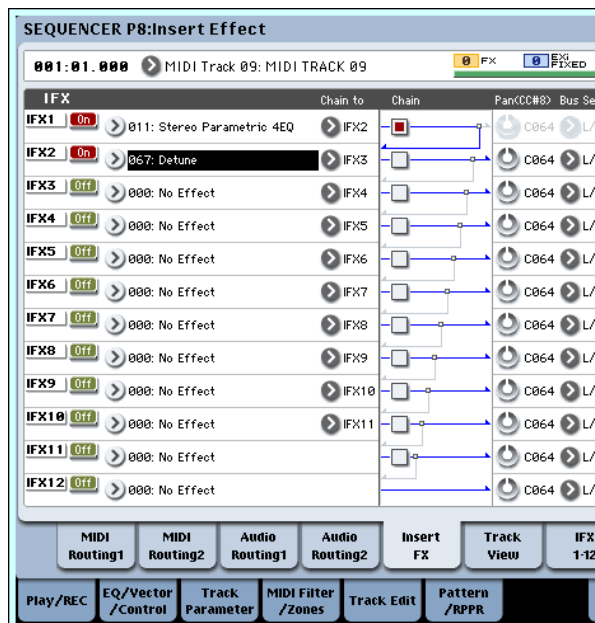 SEQUENCER P8:Insert Effect
001:01.000 MIDI Track 09: MIDI TRACK 09 0 FX 0 EXi FIXED
IFX Chain to Chain Pan(CC#8) Bus Se
IFX1 On 011: Stereo Parametric 4EQ IFX2 C064 L/
IFX2 On 067: Detune IFX3 C064 L/
IFX3 Off 000: No Effect IFX4 C064 L/
IFX4 Off 000: No Effect IFX5 C064 L/
IFX5 Off 000: No Effect IFX6 C064 L/
IFX6 Off 000: No Effect IFX7 C064 L/
IFX7 Off 000: No Effect IFX8 C064 L/
IFX8 Off 000: No Effect IFX9 C064 L/
IFX9 Off 000: No Effect IFX10 C064 L/
IFX10 Off 000: No Effect IFX11 C064 L/
IFX11 Off 000: No Effect C064 L/
IFX12 Off 000: No Effect C064 L/
MIDI Routing1 MIDI Routing2 Audio Routing1 Audio Routing2 Insert FX Track View IFX 1-12
Play/REC EQ/Vector /Control Track Parameter MIDI Filter /Zones Track Edit Pattern /RPPR